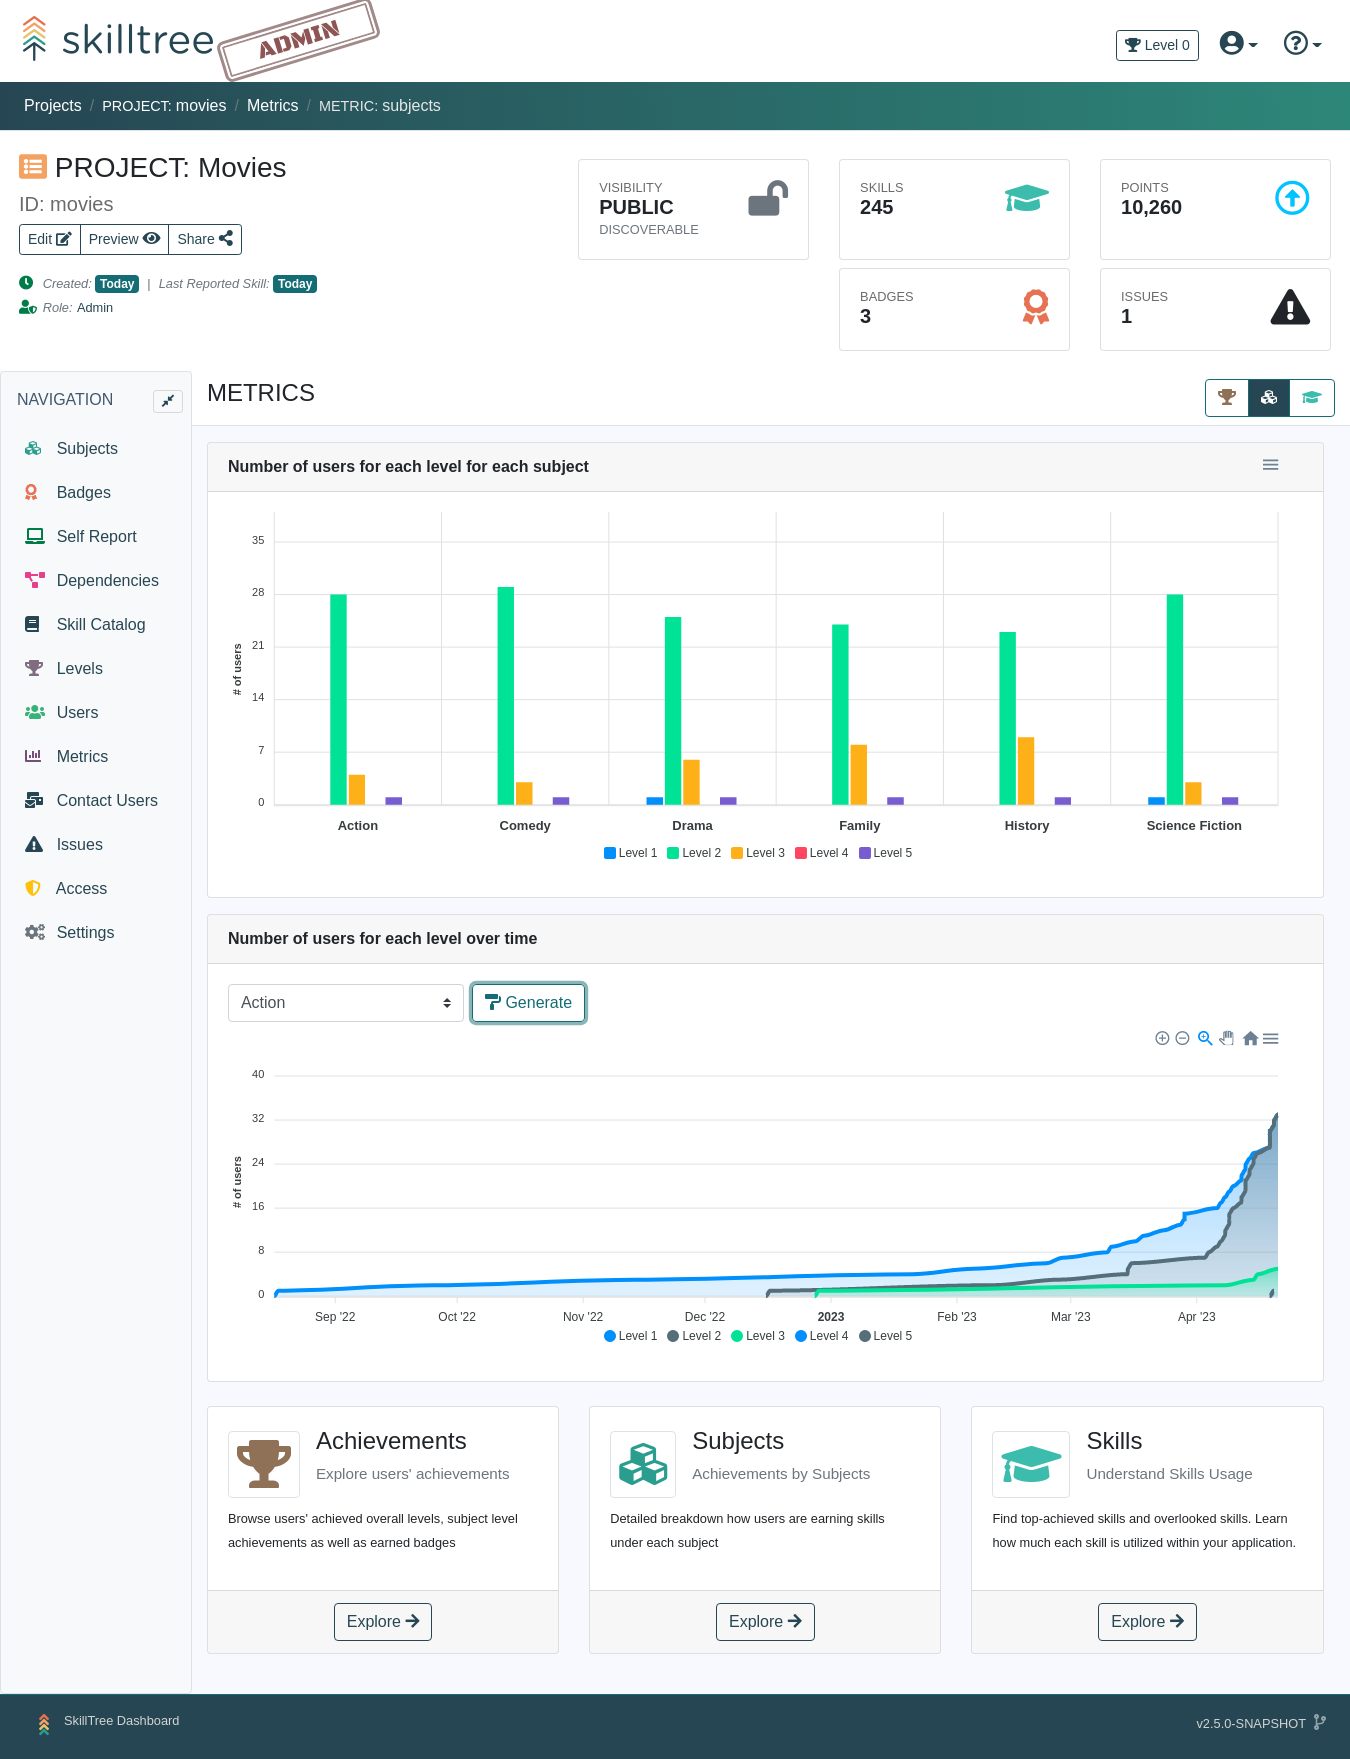 skilltree
ADMIN
Level 0
Projects / PROJECT: movies / Metrics / METRIC: subjects
PROJECT: Movies
ID: movies
Edit Preview Share
Created: Today | Last Reported Skill: Today
Role: Admin
VISIBILITY
PUBLIC
DISCOVERABLE
SKILLS
245
POINTS
10,260
BADGES
3
ISSUES
1
NAVIGATION
Subjects
Badges
Self Report
Dependencies
Skill Catalog
Levels
Users
Metrics
Contact Users
Issues
Access
Settings
METRICS
Number of users for each level for each subject
# of users
35
28
21
14
7
0
Action Comedy Drama Family History Science Fiction
Level 1 Level 2 Level 3 Level 4 Level 5
Number of users for each level over time
Action Generate
# of users
40
32
24
16
8
0
Sep '22 Oct '22 Nov '22 Dec '22 2023 Feb '23 Mar '23 Apr '23
Level 1 Level 2 Level 3 Level 4 Level 5
Achievements
Explore users' achievements
Browse users' achieved overall levels, subject level
achievements as well as earned badges
Explore
Subjects
Achievements by Subjects
Detailed breakdown how users are earning skills
under each subject
Explore
Skills
Understand Skills Usage
Find top-achieved skills and overlooked skills. Learn
how much each skill is utilized within your application.
Explore
SkillTree Dashboard
v2.5.0-SNAPSHOT